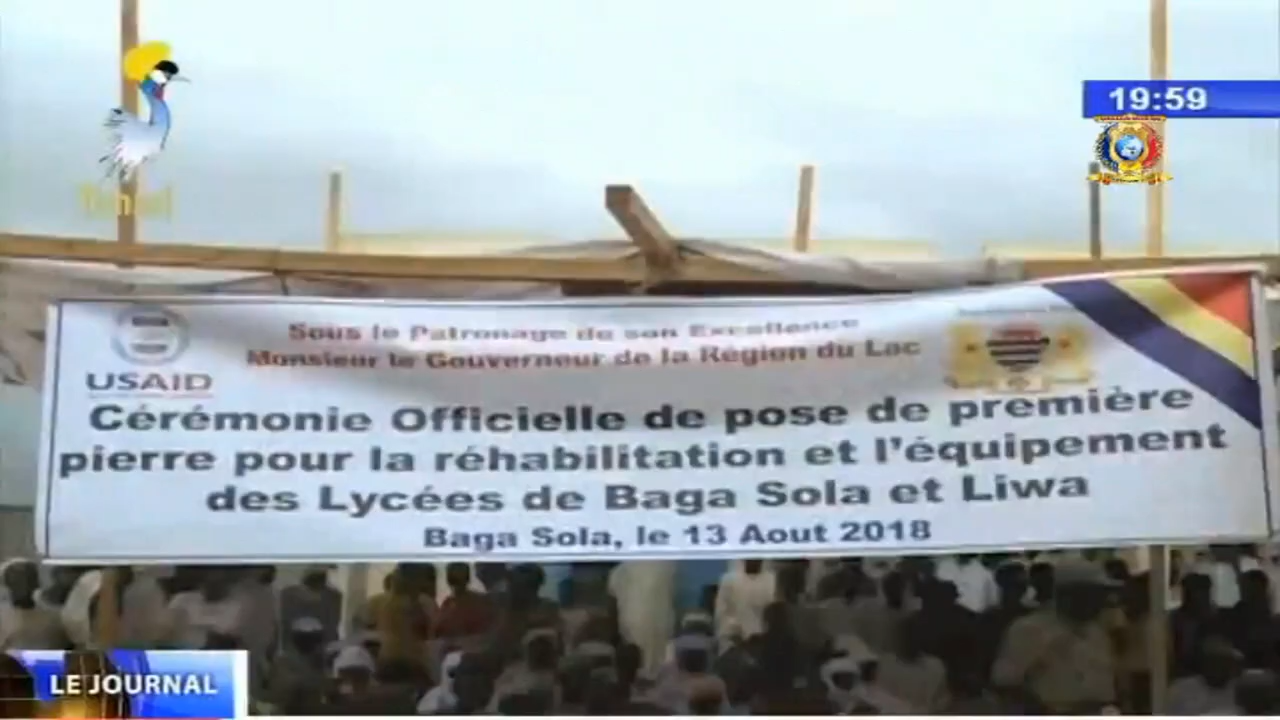 19:59
Sous le Patronage de son Excellence
Monsieur le Gouverneur de la Région du Lac
USAID
Cérémonie Officielle de pose de première
pierre pour la réhabilitation et l'équipement
des Lycées de Baga Sola et Liwa
Baga Sola, le 13 Aout 2018
LE JOURNAL